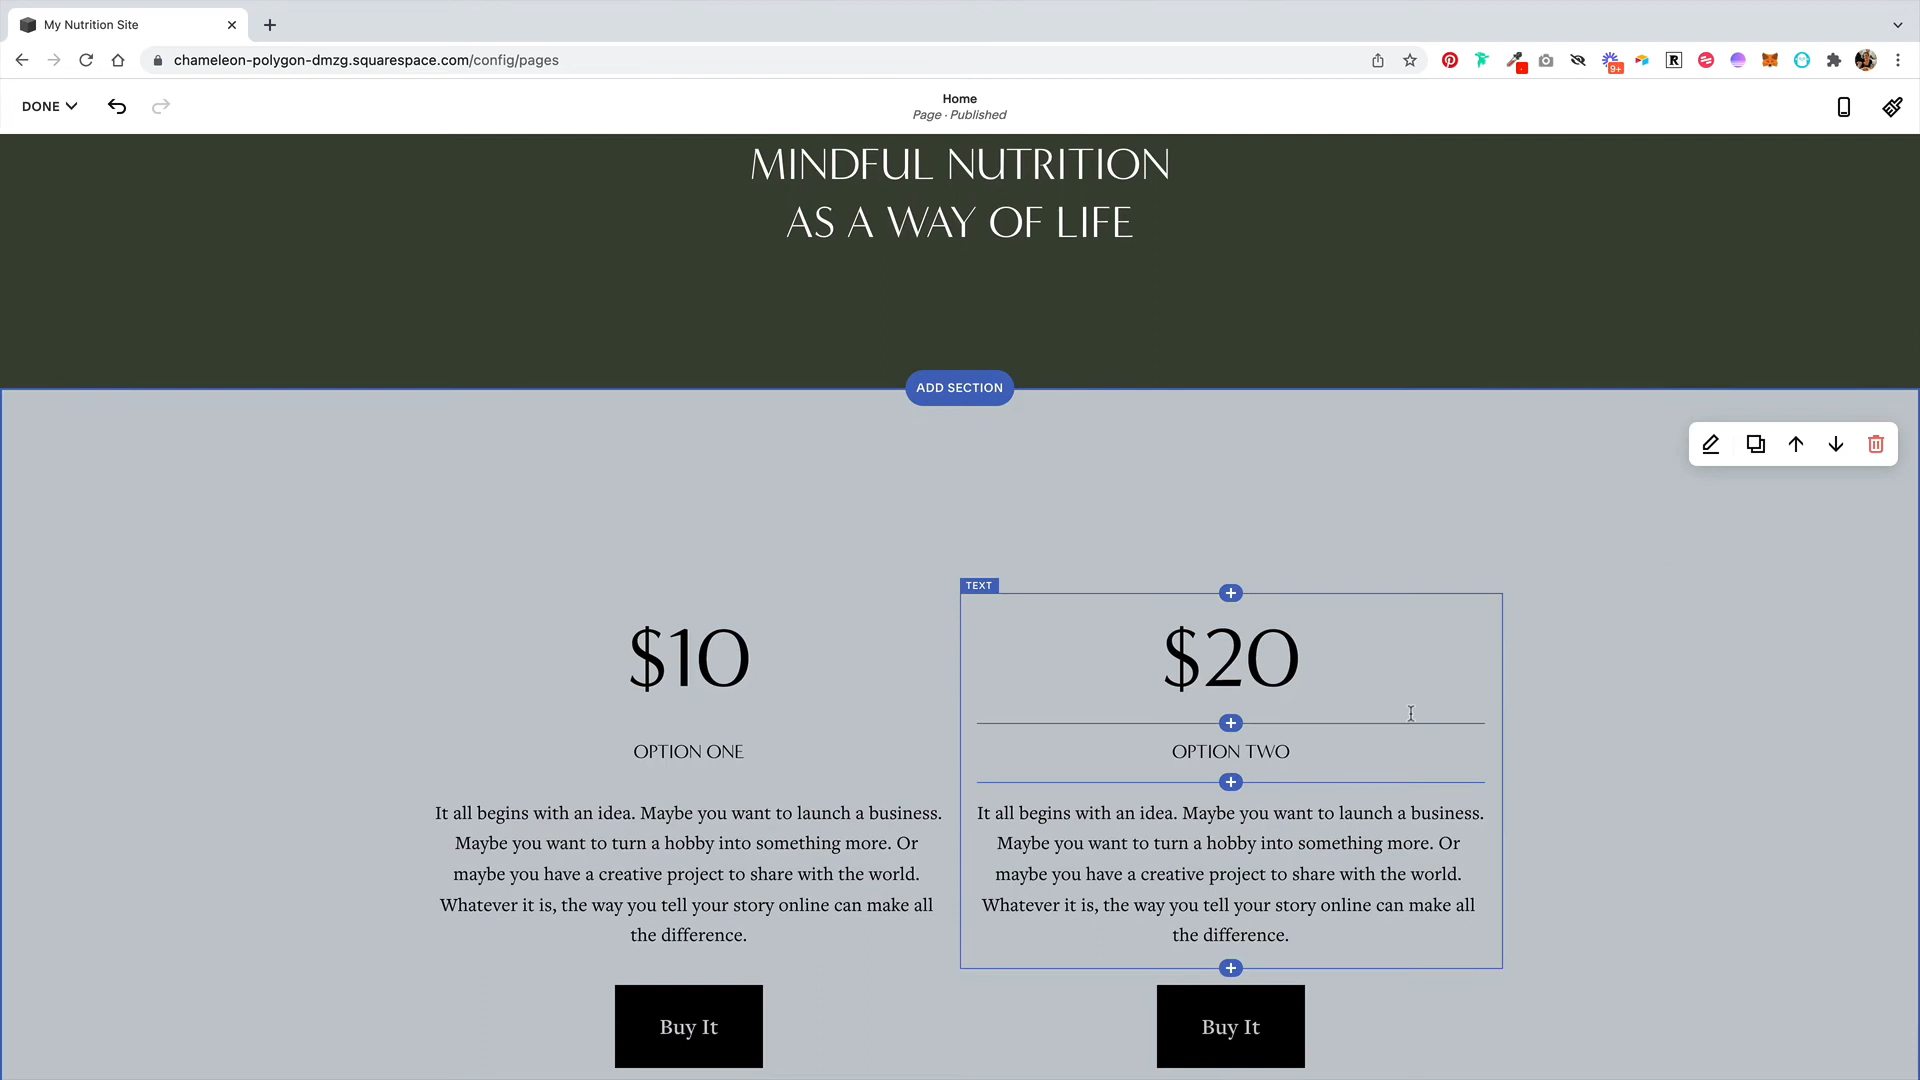 My Nutrition Site
chameleon-polygon-dmzg.squarespace.com/config/pages
9+
R
DONE
Home
Page · Published
MINDFUL NUTRITION
AS A WAY OF LIFE
ADD SECTION
TEXT
$10
$20
OPTION ONE
OPTION TWO
It all begins with an idea. Maybe you want to launch a business.
Maybe you want to turn a hobby into something more. Or
maybe you have a creative project to share with the world.
Whatever it is, the way you tell your story online can make all
the difference.
It all begins with an idea. Maybe you want to launch a business.
Maybe you want to turn a hobby into something more. Or
maybe you have a creative project to share with the world.
Whatever it is, the way you tell your story online can make all
the difference.
Buy It
Buy It